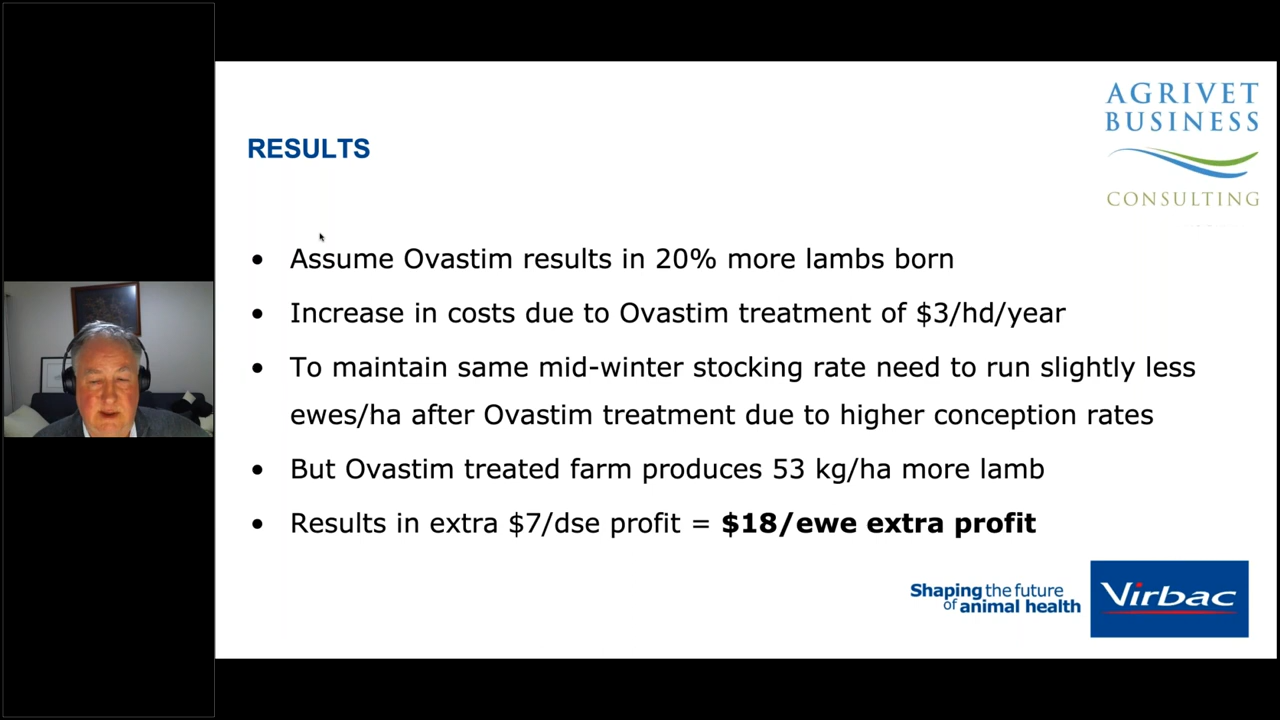 AGRIVET
BUSINESS
CONSULTING
RESULTS
• Assume Ovastim results in 20% more lambs born
• Increase in costs due to Ovastim treatment of $3/hd/year
• To maintain same mid-winter stocking rate need to run slightly less
ewes/ha after Ovastim treatment due to higher conception rates
• But Ovastim treated farm produces 53 kg/ha more lamb
• Results in extra $7/dse profit = $18/ewe extra profit
Shaping the future
of animal health
Virbac